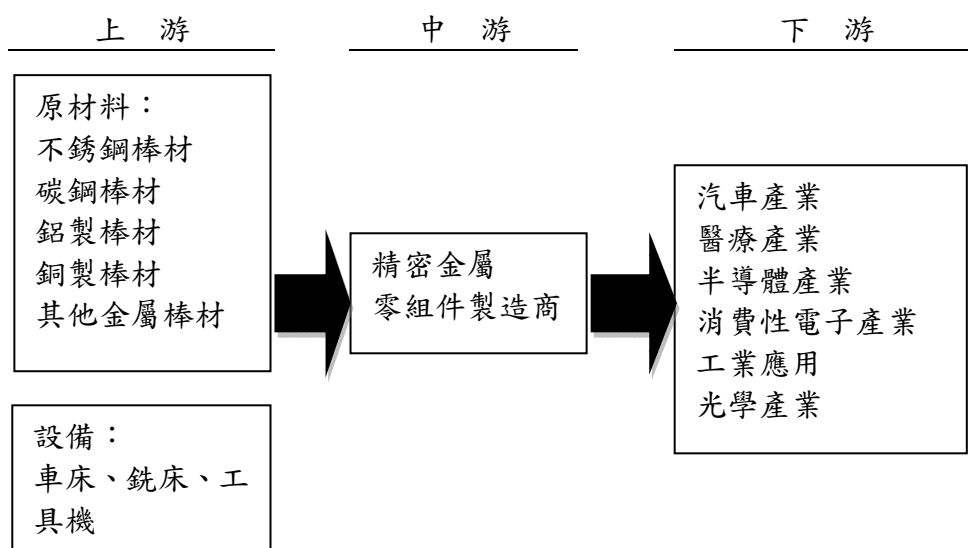 上　游
中　游
下　游
原材料：
不銹鋼棒材
碳鋼棒材
鋁製棒材
銅製棒材
其他金屬棒材
設備：
車床、銑床、工
具機
精密金屬
零組件製造商
汽車產業
醫療產業
半導體產業
消費性電子產業
工業應用
光學產業